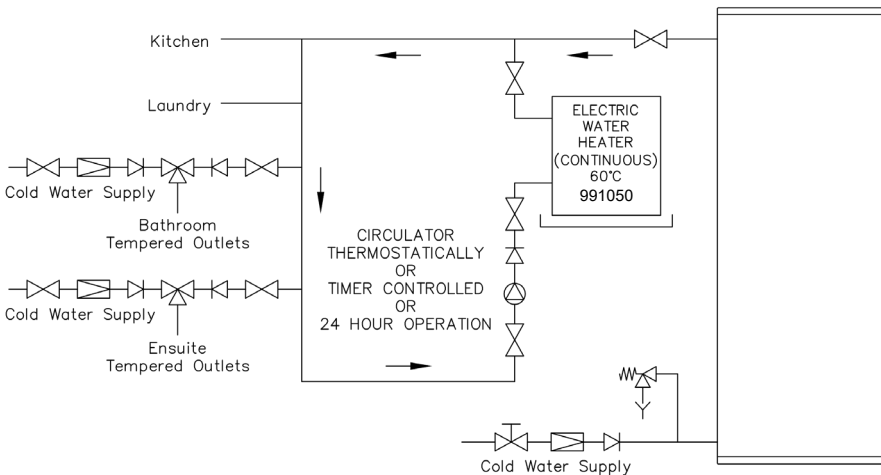 Kitchen
Laundry
Cold Water Supply
Bathroom
Tempered Outlets
Cold Water Supply
Ensuite
Tempered Outlets
CIRCULATOR
THERMOSTATICALLY
OR
TIMER CONTROLLED
OR
24 HOUR OPERATION
ELECTRIC
WATER
HEATER
(CONTINUOUS)
60°C
991050
Cold Water Supply